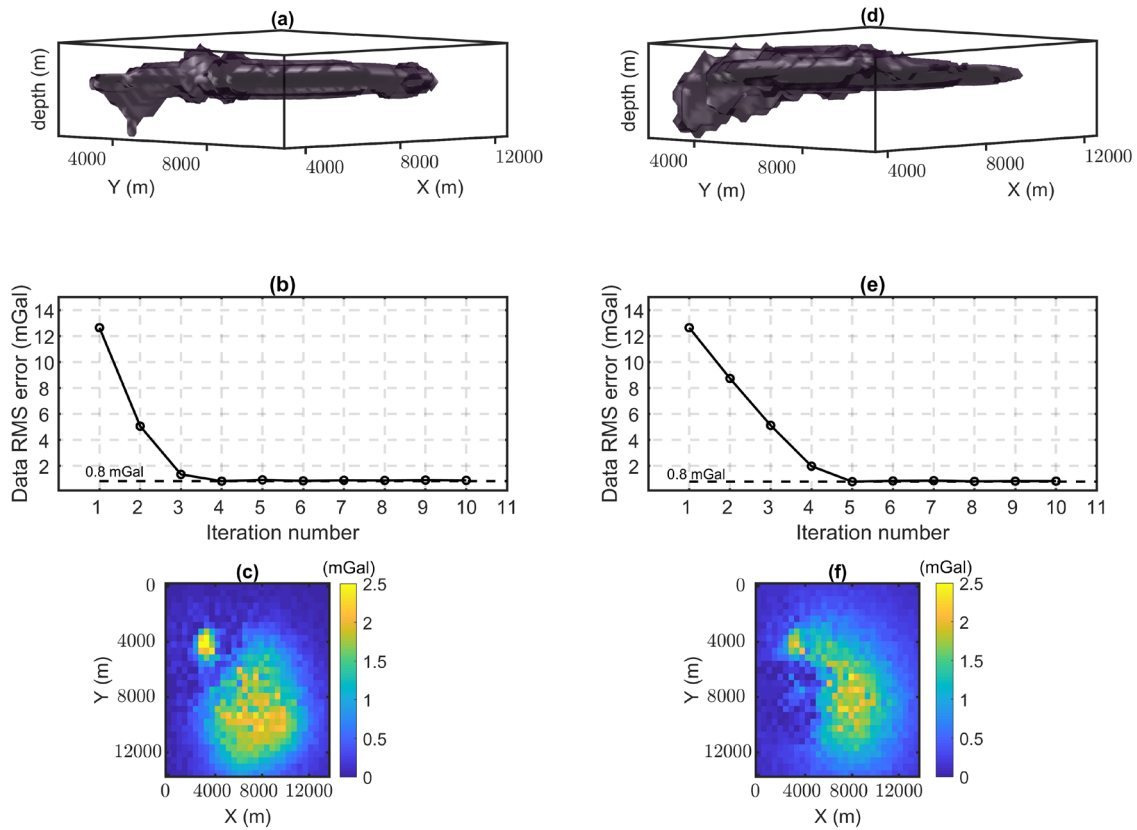 (a)
depth (m)
4000
8000
Y (m)
4000
8000
12000
X (m)
(d)
depth (m)
4000
8000
Y (m)
4000
8000
12000
X (m)
(b)
Data RMS error (mGal)
14
12
10
8
6
4
2
0.8 mGal
1 2 3 4 5 6 7 8 9 10 11
Iteration number
(e)
Data RMS error (mGal)
14
12
10
8
6
4
2
0.8 mGal
1 2 3 4 5 6 7 8 9 10 11
Iteration number
(c)
(mGal)
Y (m)
0
4000
8000
12000
0 4000 8000 12000
X (m)
2.5
2
1.5
1
0.5
0
(f)
(mGal)
Y (m)
0
4000
8000
12000
0 4000 8000 12000
X (m)
2.5
2
1.5
1
0.5
0